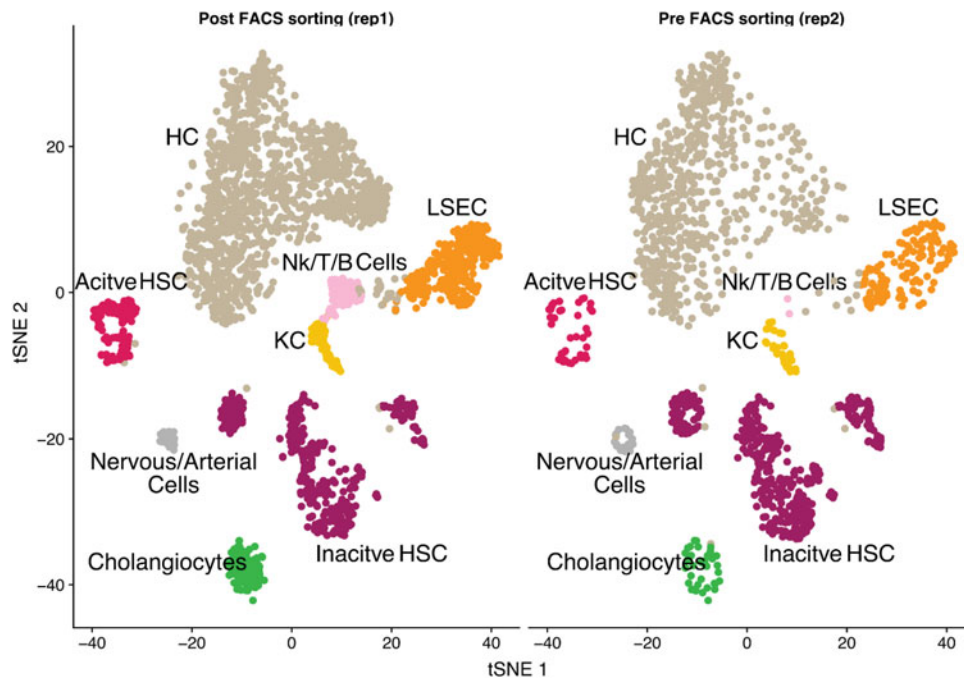 Post FACS sorting (rep1)
Pre FACS sorting (rep2)
tSNE 2
20
0
−20
−40
HC
LSEC
Nk/T/B Cells
Acitve HSC
KC
Nervous/Arterial
Cells
Inacitve HSC
Cholangiocytes
HC
LSEC
Nk/T/B Cells
Acitve HSC
KC
Nervous/Arterial
Cells
Inacitve HSC
Cholangiocytes
−40 −20 0 20 40
−40 −20 0 20 40
tSNE 1